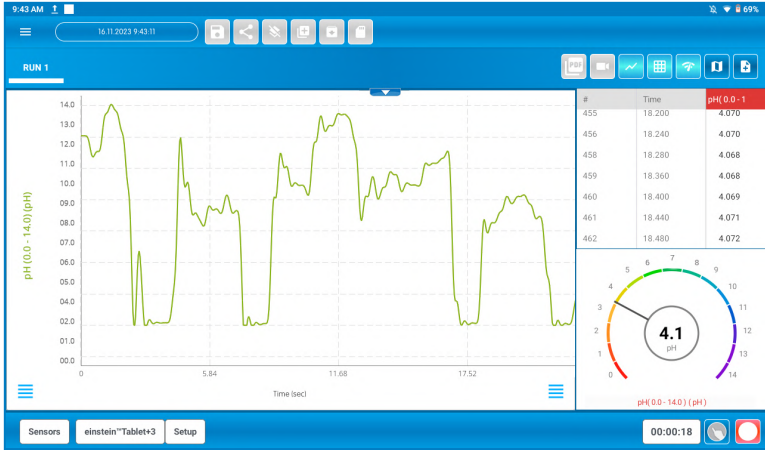 9:43 AM 69%
16.11.2023 9:43:11
RUN 1
PDF
# Time pH( 0.0 - 1
455 18.200 4.070
456 18.240 4.070
458 18.280 4.068
459 18.360 4.068
460 18.400 4.069
461 18.440 4.071
462 18.480 4.072
pH ( 0.0 - 14.0) (pH)
14.0
13.0
12.0
11.0
10.0
09.0
08.0
07.0
06.0
05.0
04.0
03.0
02.0
01.0
00.0
0 5.84 11.68 17.52
Time (sec)
0
1
2
3
4
5
6
7
8
9
10
11
12
13
14
4.1
pH
pH( 0.0 - 14.0 ) ( pH )
Sensors einstein™Tablet+3 Setup 00:00:18